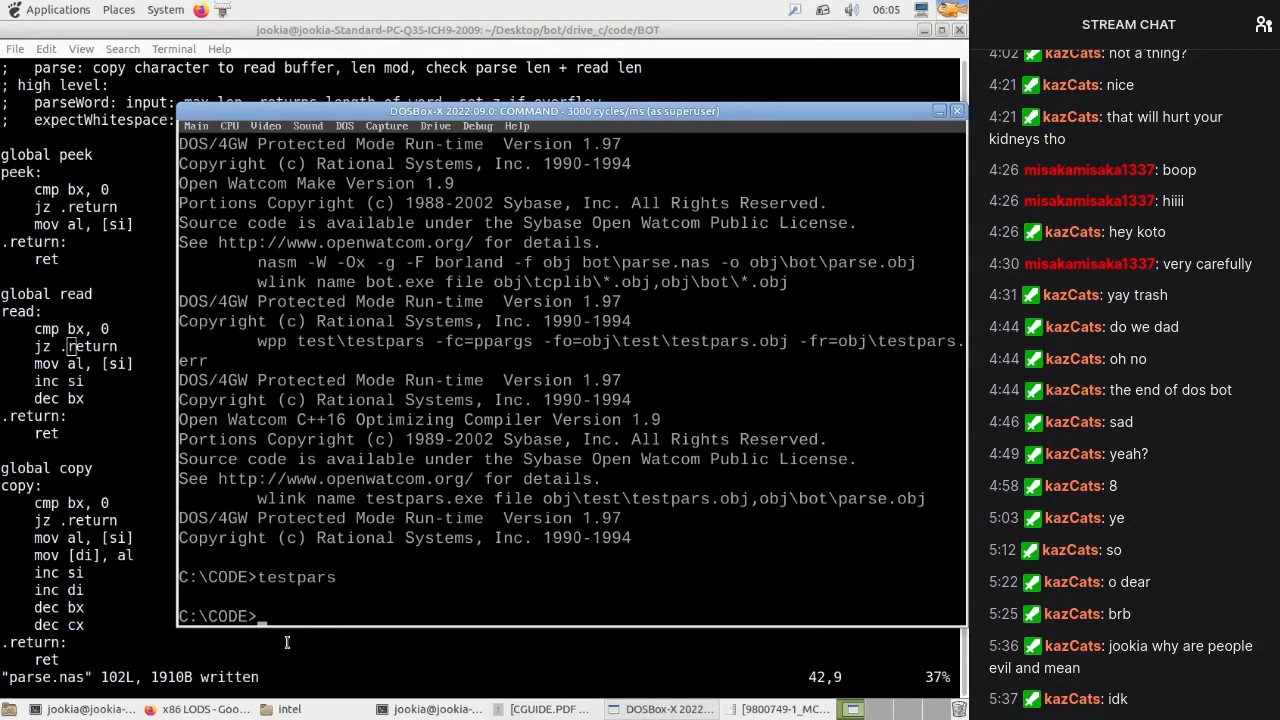 Applications Places System 06:05
jookia@jookia-Standard-PC-Q35-ICH9-2009: ~/Desktop/bot/drive_c/code/BOT
File Edit View Search Terminal Help
; parse: copy character to read buffer, len mod, check parse len + read len
; high level:
; expectWhitespace:
global peek
peek:
cmp bx, 0
jz .return
mov al, [si]
.return:
ret
global read
read:
cmp bx, 0
jz .return
mov al, [si]
inc si
dec bx
.return:
ret
global copy
copy:
cmp bx, 0
jz .return
mov al, [si]
mov [di], al
inc si
inc di
dec bx
dec cx
.return:
ret
"parse.nas" 102L, 1910B written 42,9 37%
DOSBox-X 2022.09.0: COMMAND - 3000 cycles/ms (as superuser)
Main CPU Video Sound DOS Capture Drive Debug Help
DOS/4GW Protected Mode Run-time Version 1.97
Copyright (c) Rational Systems, Inc. 1990-1994
Open Watcom Make Version 1.9
Portions Copyright (c) 1988-2002 Sybase, Inc. All Rights Reserved.
Source code is available under the Sybase Open Watcom Public License.
See http://www.openwatcom.org/ for details.
nasm -W -Ox -g -F borland -f obj bot\parse.nas -o obj\bot\parse.obj
wlink name bot.exe file obj\tcplib\*.obj,obj\bot\*.obj
DOS/4GW Protected Mode Run-time Version 1.97
Copyright (c) Rational Systems, Inc. 1990-1994
wpp test\testpars -fc=ppargs -fo=obj\test\testpars.obj -fr=obj\testpars.
err
DOS/4GW Protected Mode Run-time Version 1.97
Copyright (c) Rational Systems, Inc. 1990-1994
Open Watcom C++16 Optimizing Compiler Version 1.9
Portions Copyright (c) 1989-2002 Sybase, Inc. All Rights Reserved.
Source code is available under the Sybase Open Watcom Public License.
See http://www.openwatcom.org/ for details.
wlink name testpars.exe file obj\test\testpars.obj,obj\bot\parse.obj
DOS/4GW Protected Mode Run-time Version 1.97
Copyright (c) Rational Systems, Inc. 1990-1994
C:\CODE>testpars
C:\CODE>_
jookia@jookia-... x86 LODS - Goo... intel jookia@jookia-... [CGUIDE.PDF ... DOSBox-X 2022.... [9800749-1_MC...
STREAM CHAT
4:02 kazCats: not a thing?
4:21 kazCats: nice
4:21 kazCats: that will hurt your
kidneys tho
4:26 misakamisaka1337: boop
4:26 misakamisaka1337: hiiii
4:26 kazCats: hey koto
4:30 misakamisaka1337: very carefully
4:31 kazCats: yay trash
4:44 kazCats: do we dad
4:44 kazCats: oh no
4:44 kazCats: the end of dos bot
4:46 kazCats: sad
4:49 kazCats: yeah?
4:58 kazCats: 8
5:03 kazCats: ye
5:12 kazCats: so
5:22 kazCats: o dear
5:25 kazCats: brb
5:36 kazCats: jookia why are people
evil and mean
5:37 kazCats: idk